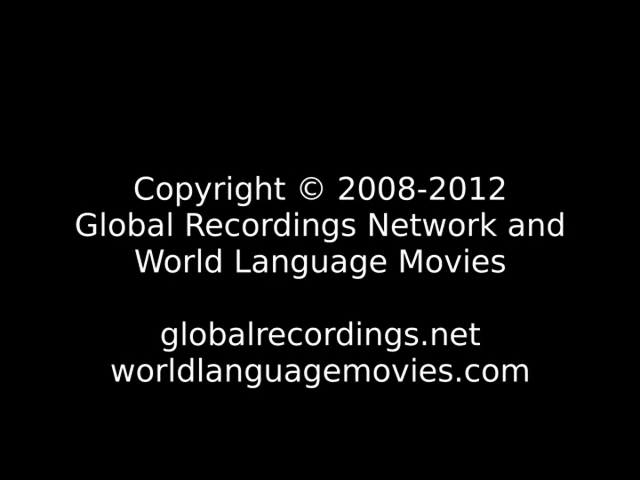 Copyright © 2008-2012
Global Recordings Network and
World Language Movies
globalrecordings.net
worldlanguagemovies.com